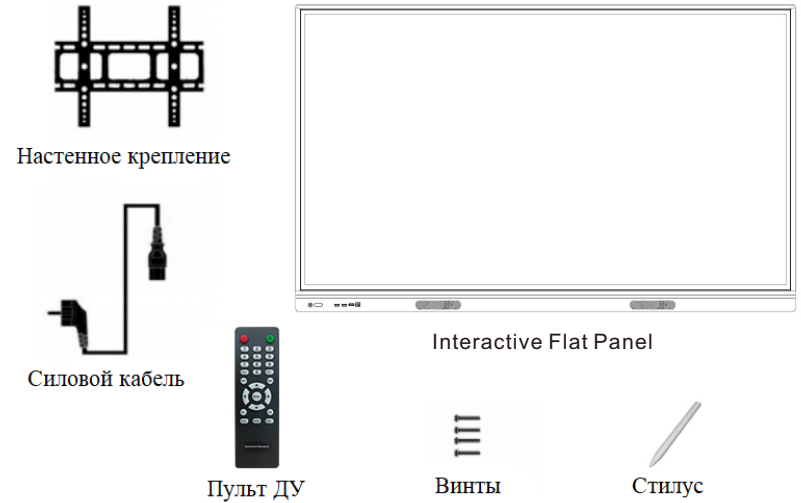 Настенное крепление
Interactive Flat Panel
Силовой кабель
Пульт ДУ
Винты
Стилус